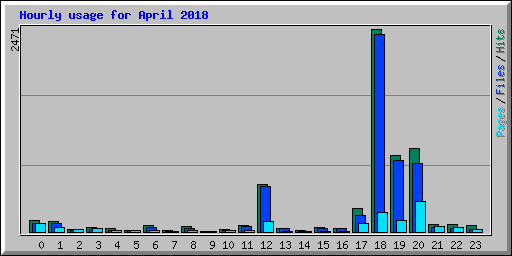 Hourly usage for April 2018
2471
Pages/Files/Hits
0 1 2 3 4 5 6 7 8 9 10 11 12 13 14 15 16 17 18 19 20 21 22 23